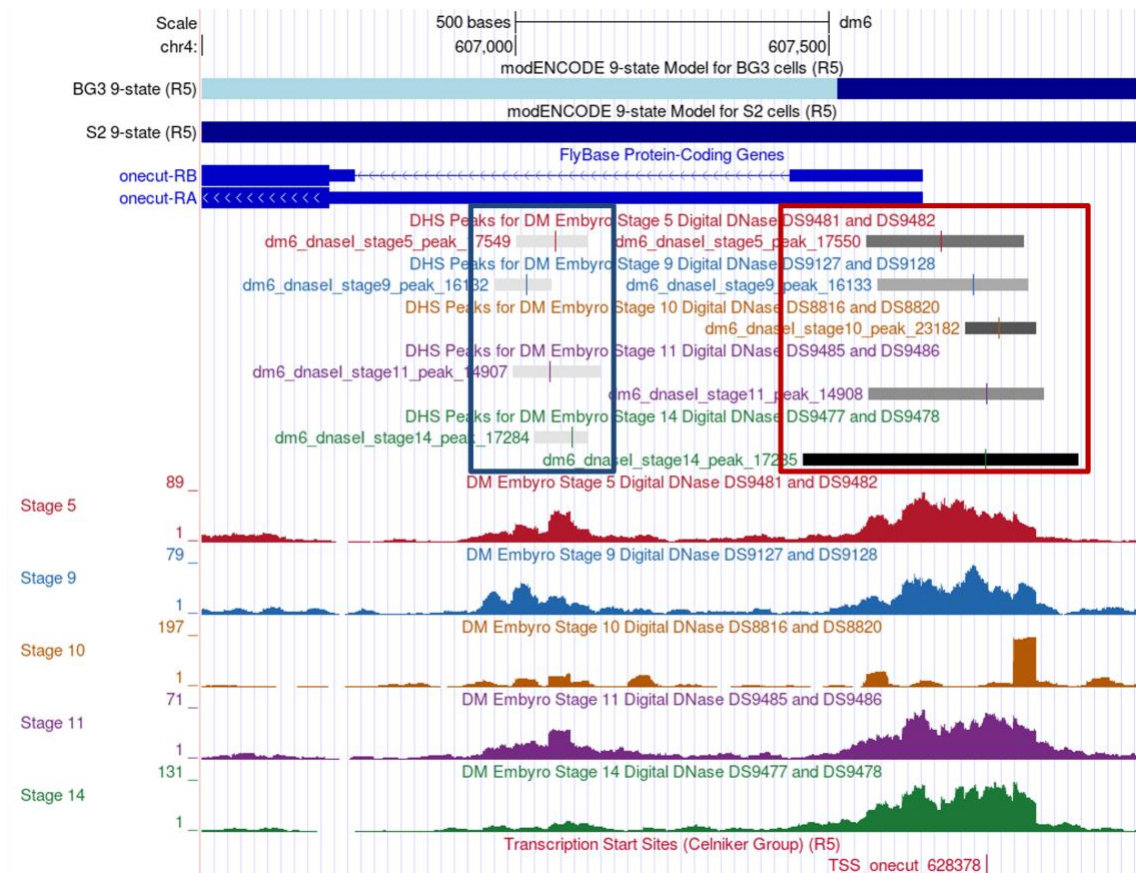 Scale 500 bases dm6
chr4: 607,000 607,500
modENCODE 9-state Model for BG3 cells (R5)
BG3 9-state (R5)
modENCODE 9-state Model for S2 cells (R5)
S2 9-state (R5)
FlyBase Protein-Coding Genes
onecut-RB
onecut-RA
DHS Peaks for DM Embyro Stage 5 Digital DNase DS9481 and DS9482
dm6_dnaseI_stage5_peak_17549 dm6_dnaseI_stage5_peak_17550
DHS Peaks for DM Embyro Stage 9 Digital DNase DS9127 and DS9128
dm6_dnaseI_stage9_peak_16132 dm6_dnaseI_stage9_peak_16133
DHS Peaks for DM Embyro Stage 10 Digital DNase DS8816 and DS8820
dm6_dnaseI_stage10_peak_23182
DHS Peaks for DM Embyro Stage 11 Digital DNase DS9485 and DS9486
dm6_dnaseI_stage11_peak_14907
dm6_dnaseI_stage11_peak_14908
DHS Peaks for DM Embyro Stage 14 Digital DNase DS9477 and DS9478
dm6_dnaseI_stage14_peak_17284
dm6_dnaseI_stage14_peak_17285
89 DM Embyro Stage 5 Digital DNase DS9481 and DS9482
Stage 5
1
79 DM Embyro Stage 9 Digital DNase DS9127 and DS9128
Stage 9
1
197 DM Embyro Stage 10 Digital DNase DS8816 and DS8820
Stage 10
1
71 DM Embyro Stage 11 Digital DNase DS9485 and DS9486
Stage 11
1
131 DM Embyro Stage 14 Digital DNase DS9477 and DS9478
Stage 14
1
Transcription Start Sites (Celniker Group) (R5)
TSS_onecut_628378